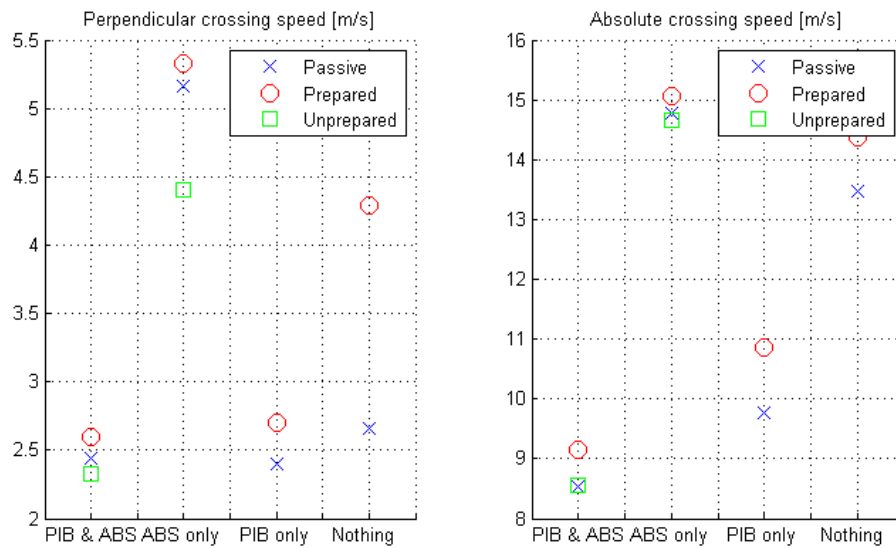 Perpendicular crossing speed [m/s]
5.5
5
4.5
4
3.5
3
2.5
2
Passive
Prepared
Unprepared
PIB & ABS ABS only PIB only Nothing
Absolute crossing speed [m/s]
16
15
14
13
12
11
10
9
8
Passive
Prepared
Unprepared
PIB & ABS ABS only PIB only Nothing